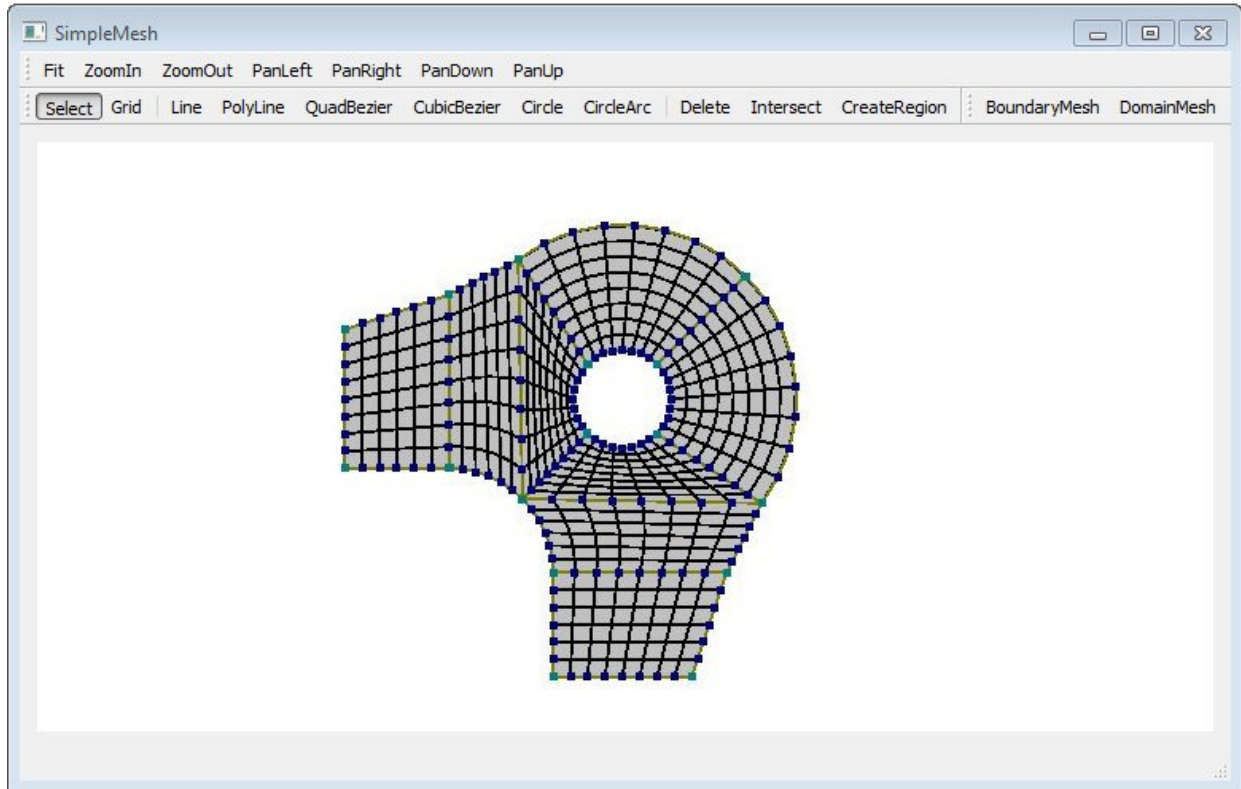 SimpleMesh
Fit ZoomIn ZoomOut PanLeft PanRight PanDown PanUp
Select Grid Line PolyLine QuadBezier CubicBezier Circle CircleArc Delete Intersect CreateRegion BoundaryMesh DomainMesh